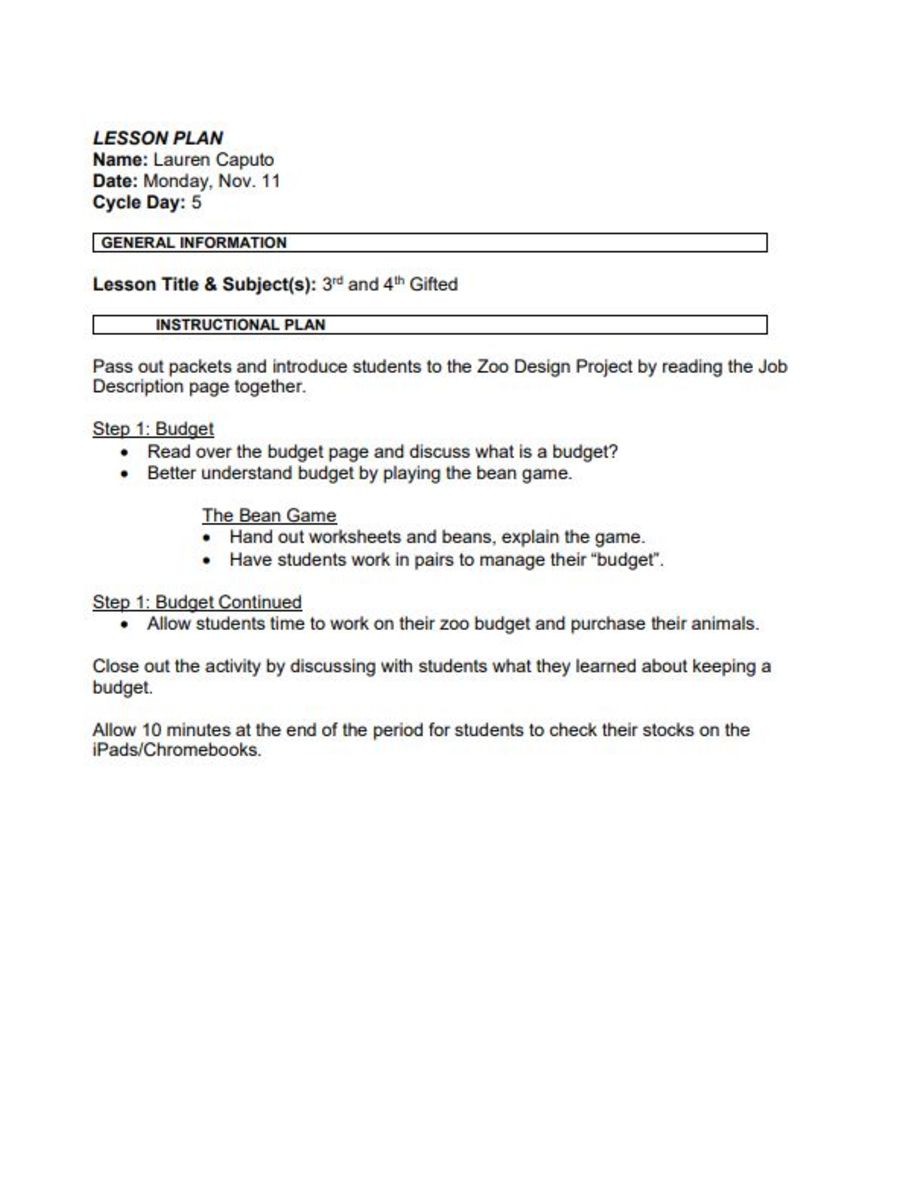 LESSON PLAN
Name: Lauren Caputo
Date: Monday, Nov. 11
Cycle Day: 5
GENERAL INFORMATION
Lesson Title & Subject(s): 3rd and 4th Gifted
INSTRUCTIONAL PLAN
Pass out packets and introduce students to the Zoo Design Project by reading the Job
Description page together.
Step 1: Budget
• Read over the budget page and discuss what is a budget?
• Better understand budget by playing the bean game.
The Bean Game
• Hand out worksheets and beans, explain the game.
• Have students work in pairs to manage their “budget”.
Step 1: Budget Continued
• Allow students time to work on their zoo budget and purchase their animals.
Close out the activity by discussing with students what they learned about keeping a
budget.
Allow 10 minutes at the end of the period for students to check their stocks on the
iPads/Chromebooks.